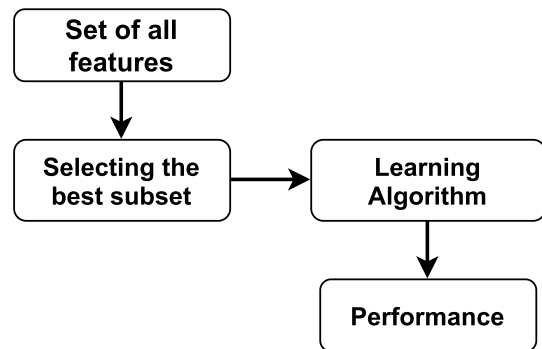 Set of all
features
Selecting the
best subset
Learning
Algorithm
Performance